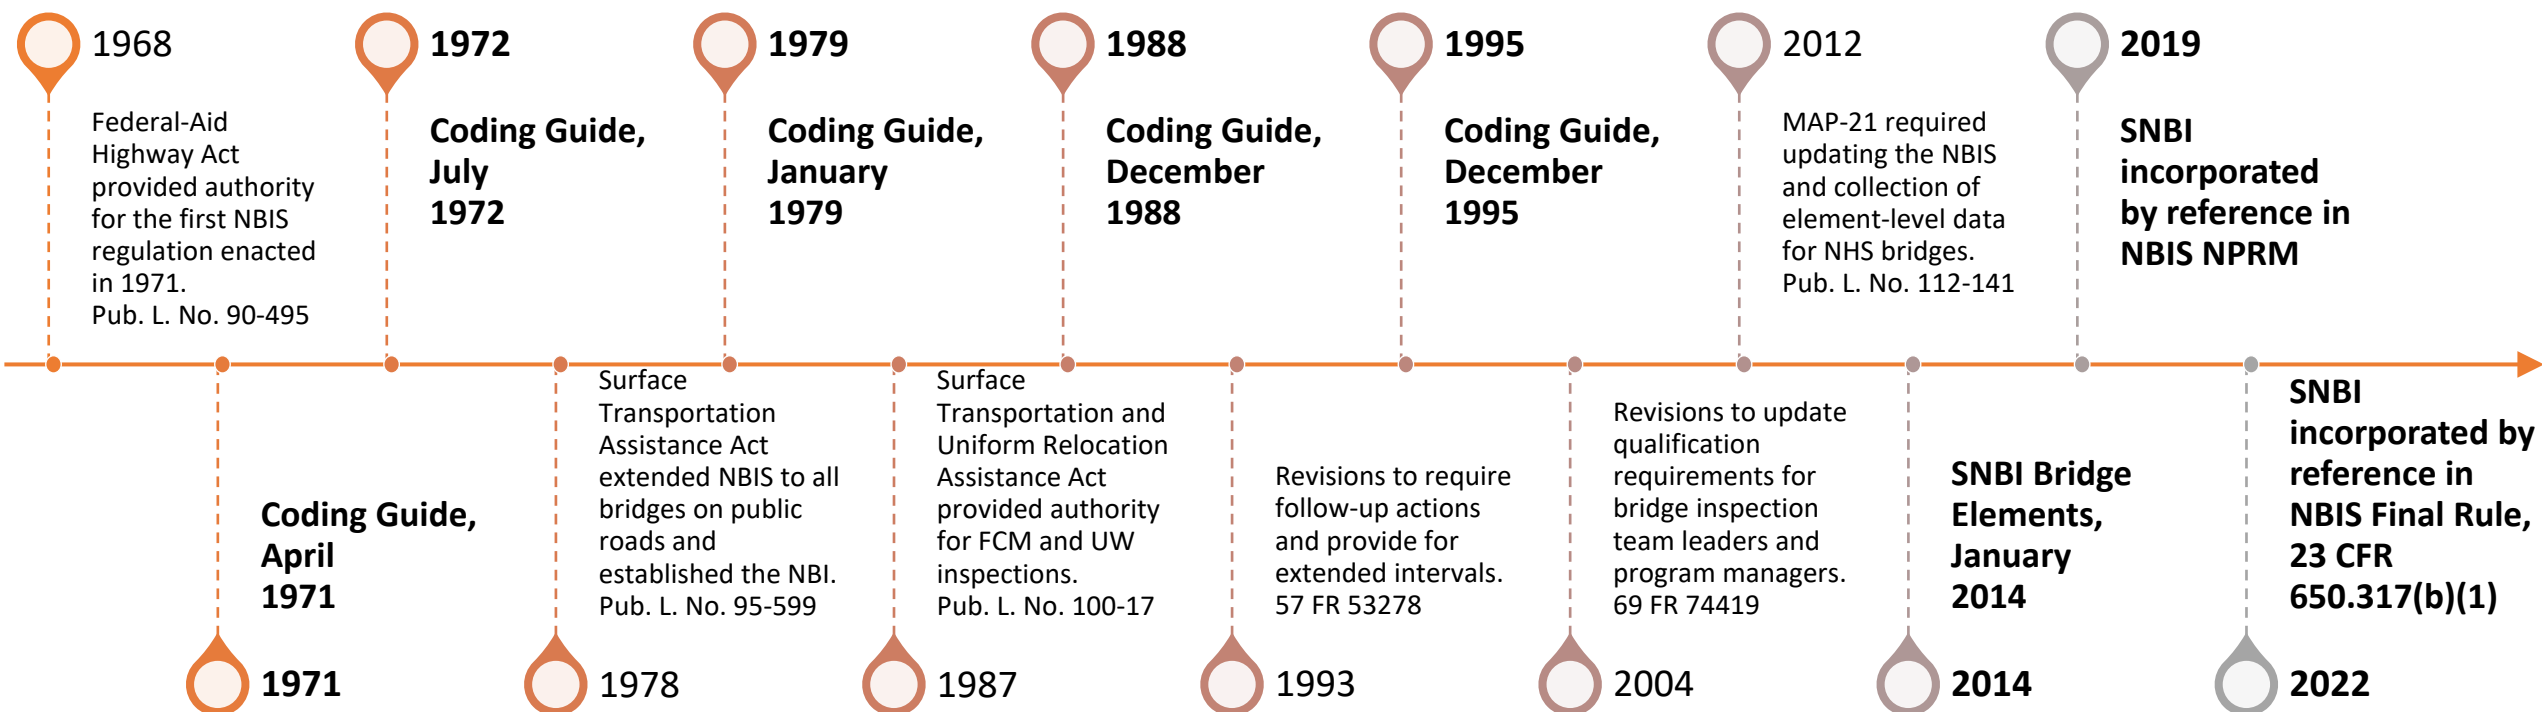 1968
Federal-Aid
Highway Act
provided authority
for the first NBIS
regulation enacted
in 1971.
Pub. L. No. 90-495
1972
Coding Guide,
July
1972
1979
Coding Guide,
January
1979
1988
Coding Guide,
December
1988
1995
Coding Guide,
December
1995
2012
MAP-21 required
updating the NBIS
and collection of
element-level data
for NHS bridges.
Pub. L. No. 112-141
2019
SNBI
incorporated
by reference in
NBIS NPRM
Coding Guide,
April
1971
1971
Surface
Transportation
Assistance Act
extended NBIS to all
bridges on public
roads and
established the NBI.
Pub. L. No. 95-599
1978
Surface
Transportation and
Uniform Relocation
Assistance Act
provided authority
for FCM and UW
inspections.
Pub. L. No. 100-17
1987
Revisions to require
follow-up actions
and provide for
extended intervals.
57 FR 53278
1993
Revisions to update
qualification
requirements for
bridge inspection
team leaders and
program managers.
69 FR 74419
2004
SNBI Bridge
Elements,
January
2014
2014
SNBI
incorporated by
reference in
NBIS Final Rule,
23 CFR
650.317(b)(1)
2022